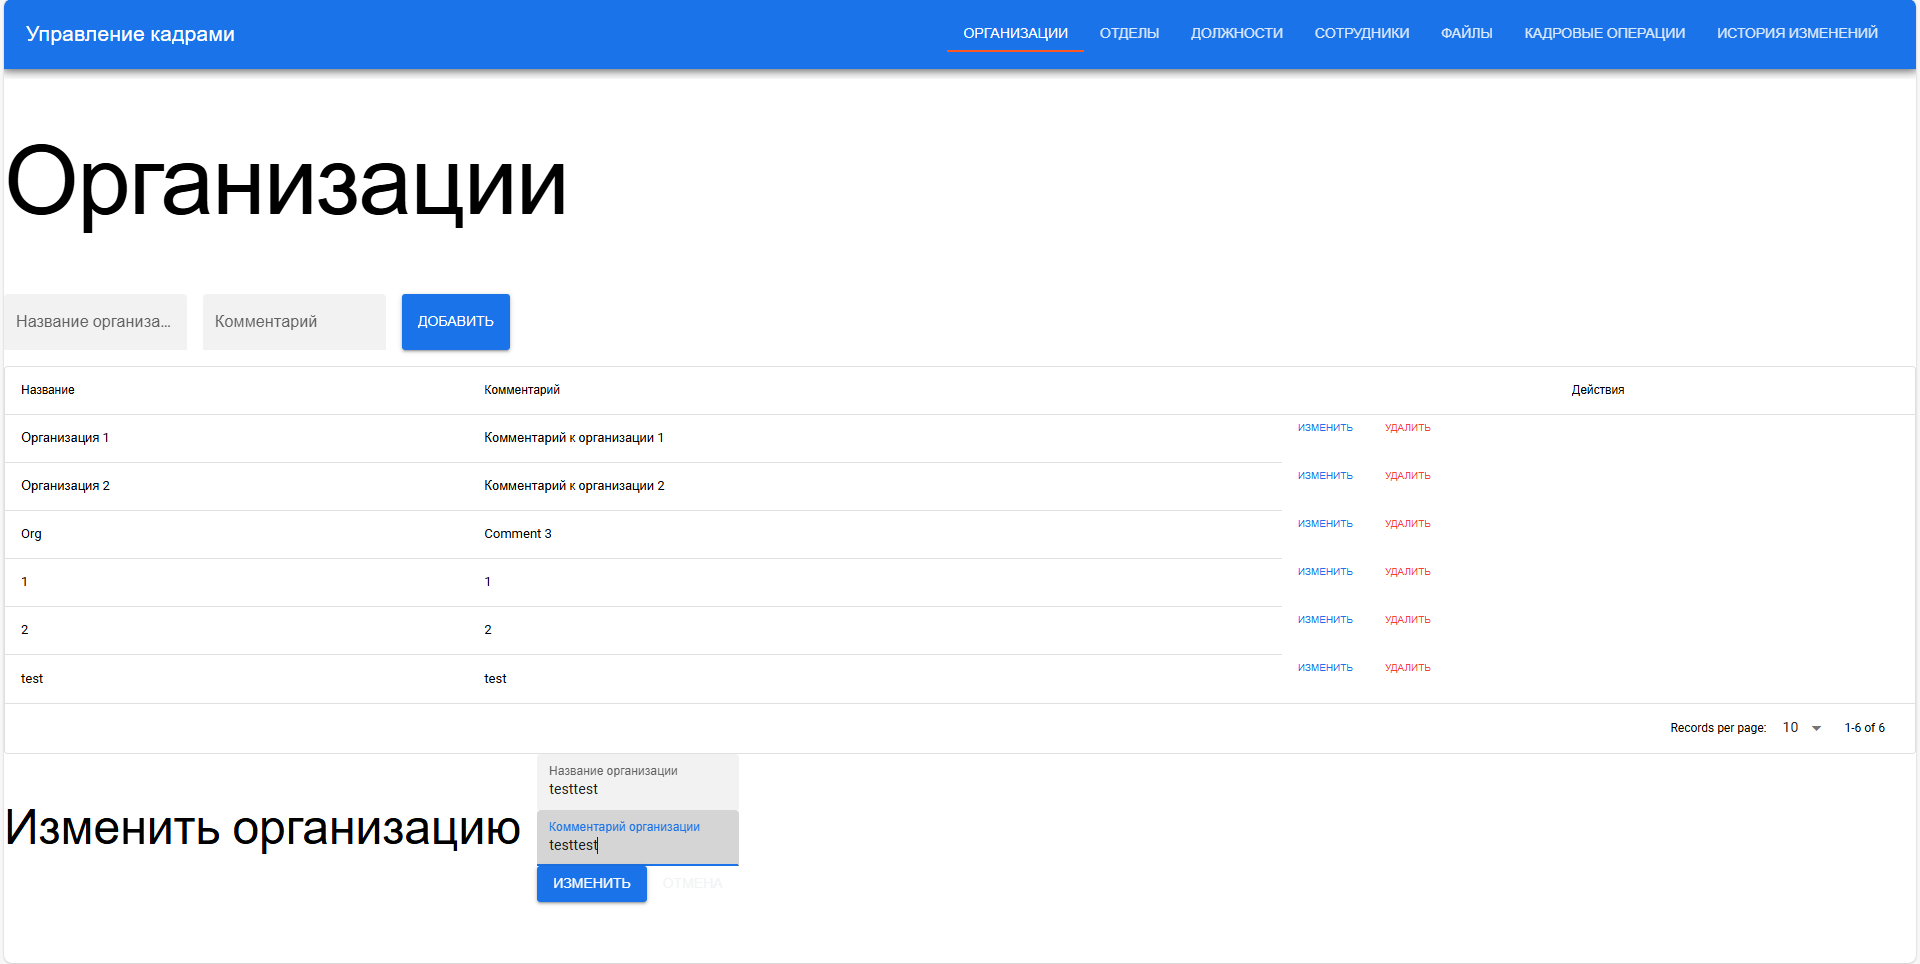 Управление кадрами
ОРГАНИЗАЦИИ ОТДЕЛЫ ДОЛЖНОСТИ СОТРУДНИКИ ФАЙЛЫ КАДРОВЫЕ ОПЕРАЦИИ ИСТОРИЯ ИЗМЕНЕНИЙ
Организации
Название организа... Комментарий ДОБАВИТЬ
Название Комментарий Действия
Организация 1 Комментарий к организации 1 ИЗМЕНИТЬ УДАЛИТЬ
Организация 2 Комментарий к организации 2 ИЗМЕНИТЬ УДАЛИТЬ
Org Comment 3 ИЗМЕНИТЬ УДАЛИТЬ
1 1 ИЗМЕНИТЬ УДАЛИТЬ
2 2 ИЗМЕНИТЬ УДАЛИТЬ
test test ИЗМЕНИТЬ УДАЛИТЬ
Records per page: 10 1-6 of 6
Изменить организацию
Название организации
testtest
Комментарий организации
testtest
ИЗМЕНИТЬ ОТМЕНА